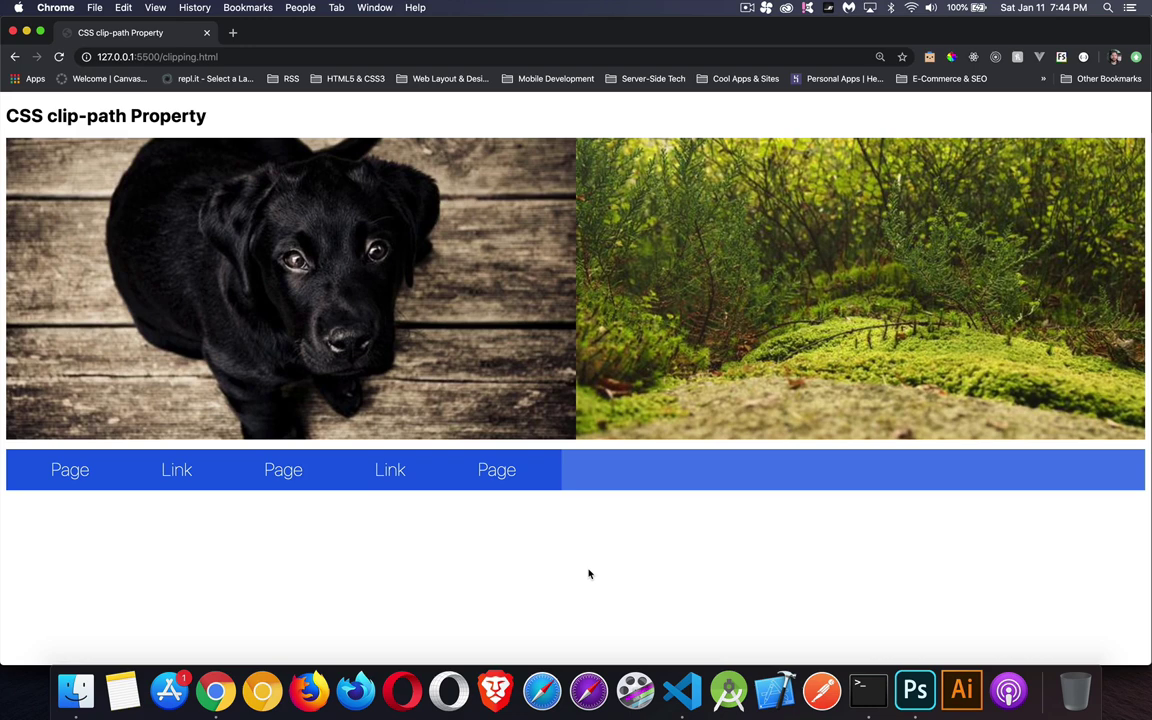 Chrome File Edit View History Bookmarks People Tab Window Help 100% Sat Jan 11 7:44 PM
CSS clip-path Property
127.0.0.1:5500/clipping.html
Apps Welcome | Canvas... repl.it - Select a La... RSS HTML5 & CSS3 Web Layout & Desi... Mobile Development Server-Side Tech Cool Apps & Sites Personal Apps | He... E-Commerce & SEO » Other Bookmarks
CSS clip-path Property
Page Link Page Link Page
1 >_ Ps Ai